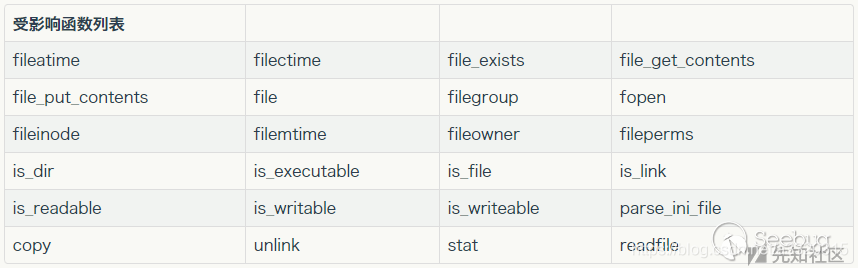 受影响函数列表
fileatime filectime file_exists file_get_contents
file_put_contents file filegroup fopen
fileinode filemtime fileowner fileperms
is_dir is_executable is_file is_link
is_readable is_writable is_writeable parse_ini_file
copy unlink stat readfile
Seebug
先知社区